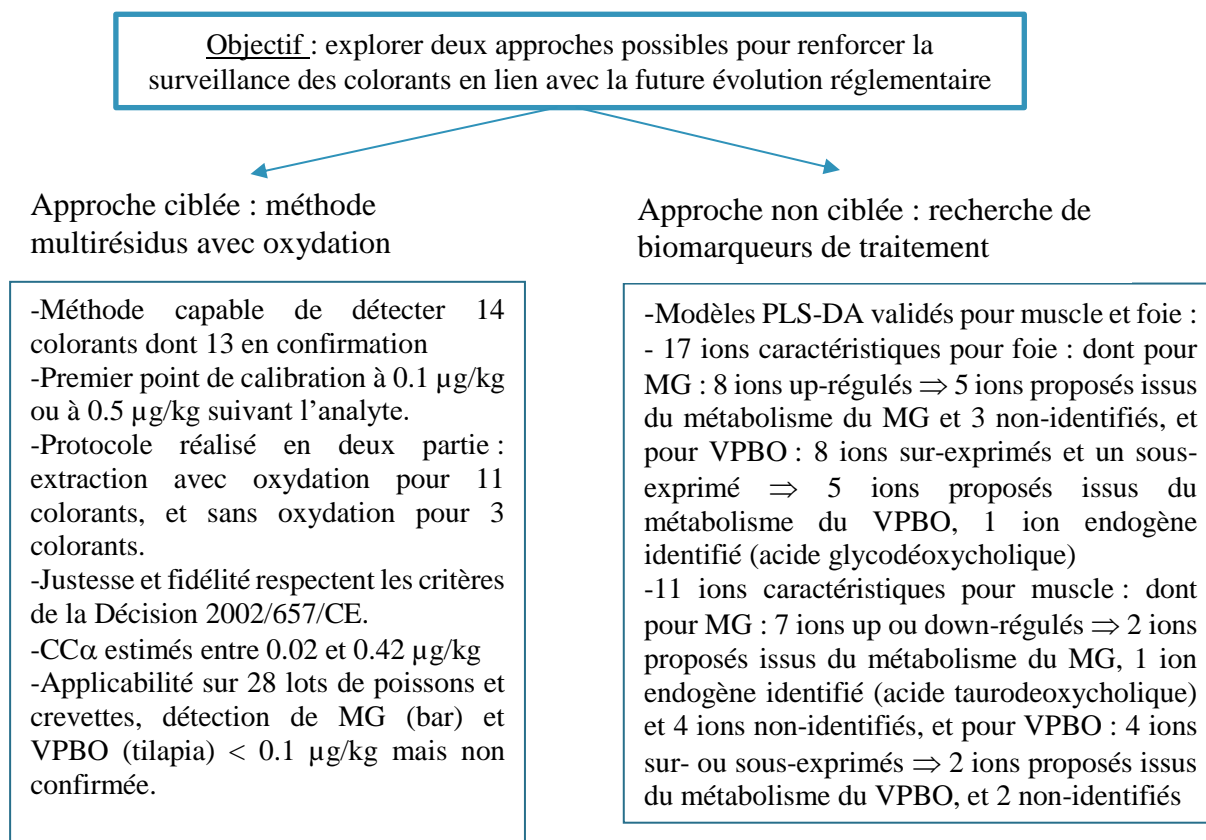 Objectif : explorer deux approches possibles pour renforcer la
surveillance des colorants en lien avec la future évolution réglementaire
Approche ciblée : méthode
multirésidus avec oxydation
-Méthode capable de détecter 14
colorants dont 13 en confirmation
-Premier point de calibration à 0.1 µg/kg
ou à 0.5 µg/kg suivant l’analyte.
-Protocole réalisé en deux partie :
extraction avec oxydation pour 11
colorants, et sans oxydation pour 3
colorants.
-Justesse et fidélité respectent les critères
de la Décision 2002/657/CE.
-CCα estimés entre 0.02 et 0.42 µg/kg
-Applicabilité sur 28 lots de poissons et
crevettes, détection de MG (bar) et
VPBO (tilapia) < 0.1 µg/kg mais non
confirmée.
Approche non ciblée : recherche de
biomarqueurs de traitement
-Modèles PLS-DA validés pour muscle et foie :
- 17 ions caractéristiques pour foie : dont pour
MG : 8 ions up-régulés ⇒ 5 ions proposés issus
du métabolisme du MG et 3 non-identifiés, et
pour VPBO : 8 ions sur-exprimés et un sous-
exprimé ⇒ 5 ions proposés issus du
métabolisme du VPBO, 1 ion endogène
identifié (acide glycodéoxycholique)
-11 ions caractéristiques pour muscle : dont
pour MG : 7 ions up ou down-régulés ⇒ 2 ions
proposés issus du métabolisme du MG, 1 ion
endogène identifié (acide taurodeoxycholique)
et 4 ions non-identifiés, et pour VPBO : 4 ions
sur- ou sous-exprimés ⇒ 2 ions proposés issus
du métabolisme du VPBO, et 2 non-identifiés